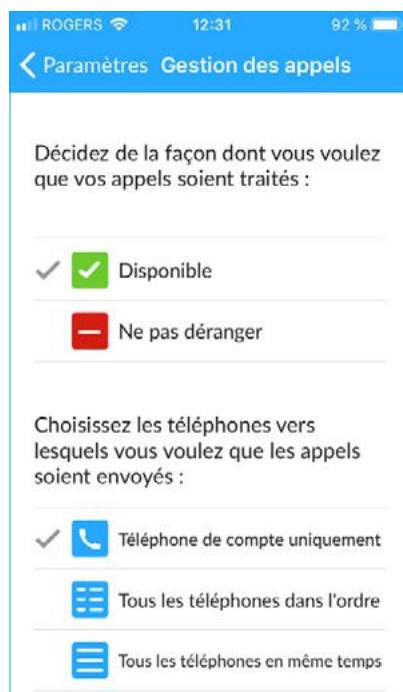 ROGERS 12:31 92 %
Paramètres Gestion des appels
Décidez de la façon dont vous voulez
que vos appels soient traités :
Disponible
Ne pas déranger
Choisissez les téléphones vers
lesquels vous voulez que les appels
soient envoyés :
Téléphone de compte uniquement
Tous les téléphones dans l'ordre
Tous les téléphones en même temps